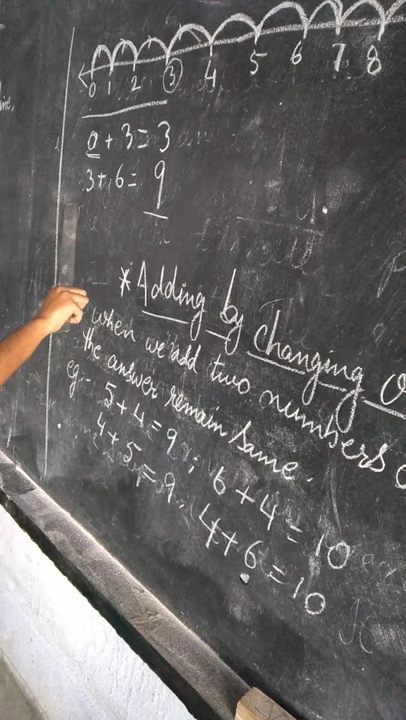 0 1 2 3 4 5 6 7 8
0 + 3 = 3
3 + 6 = 9
* Adding by changing
when we add two numbers
the answer remain same.
eg:- 5 + 4 = 9 ; 6 + 4 = 10
4 + 5 = 9 ; 4 + 6 = 10